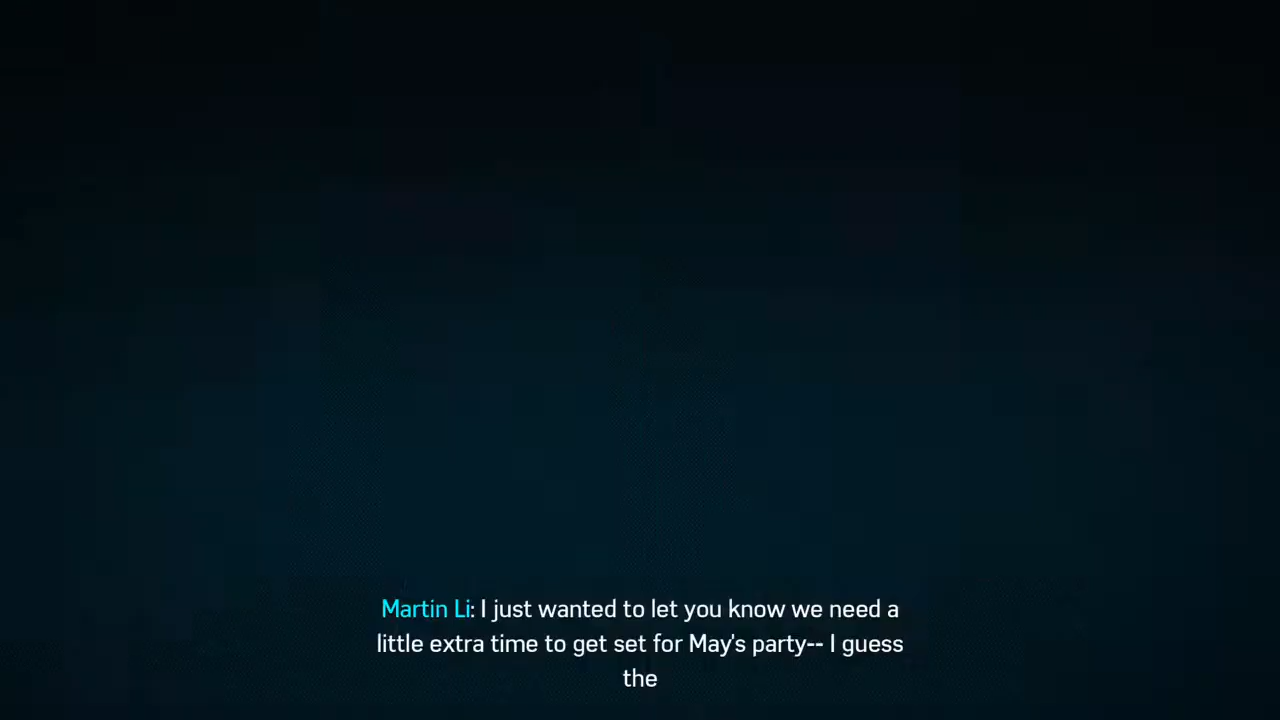 Martin Li: I just wanted to let you know we need a
little extra time to get set for May's party-- I guess
the